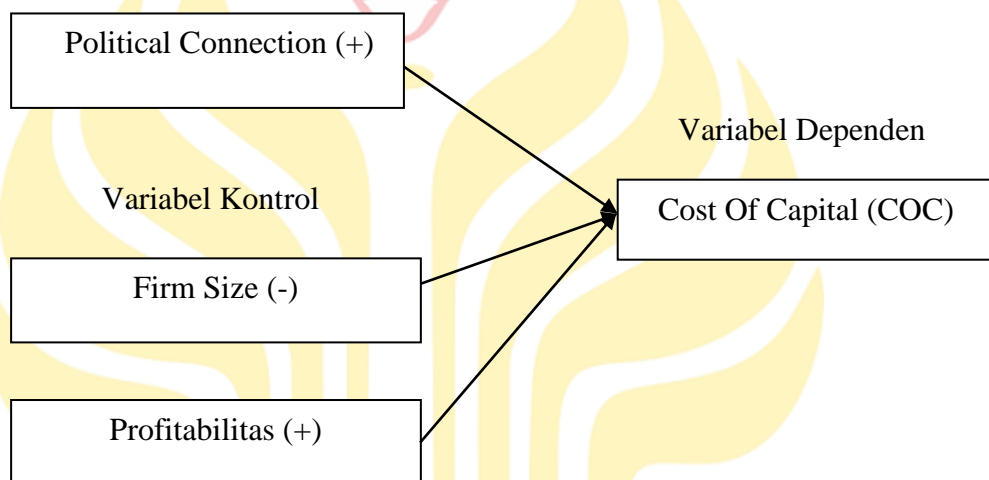 Political Connection (+)
Variabel Dependen
Variabel Kontrol
Cost Of Capital (COC)
Firm Size (-)
Profitabilitas (+)